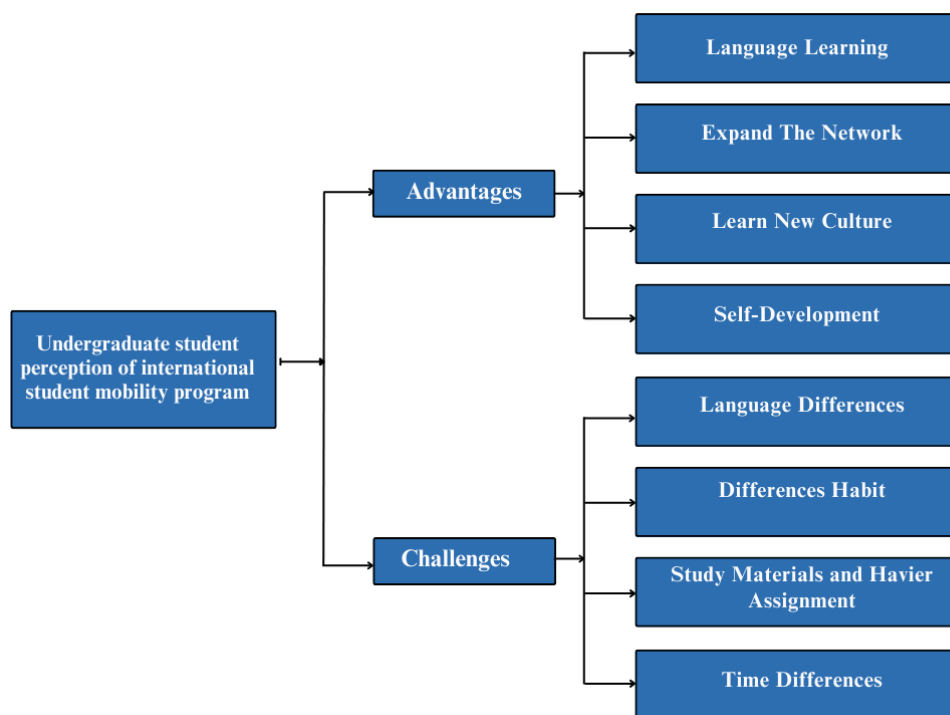 Language Learning
Expand The Network
Advantages
Learn New Culture
Self-Development
Undergraduate student
perception of international
student mobility program
Language Differences
Differences Habit
Challenges
Study Materials and Havier
Assignment
Time Differences